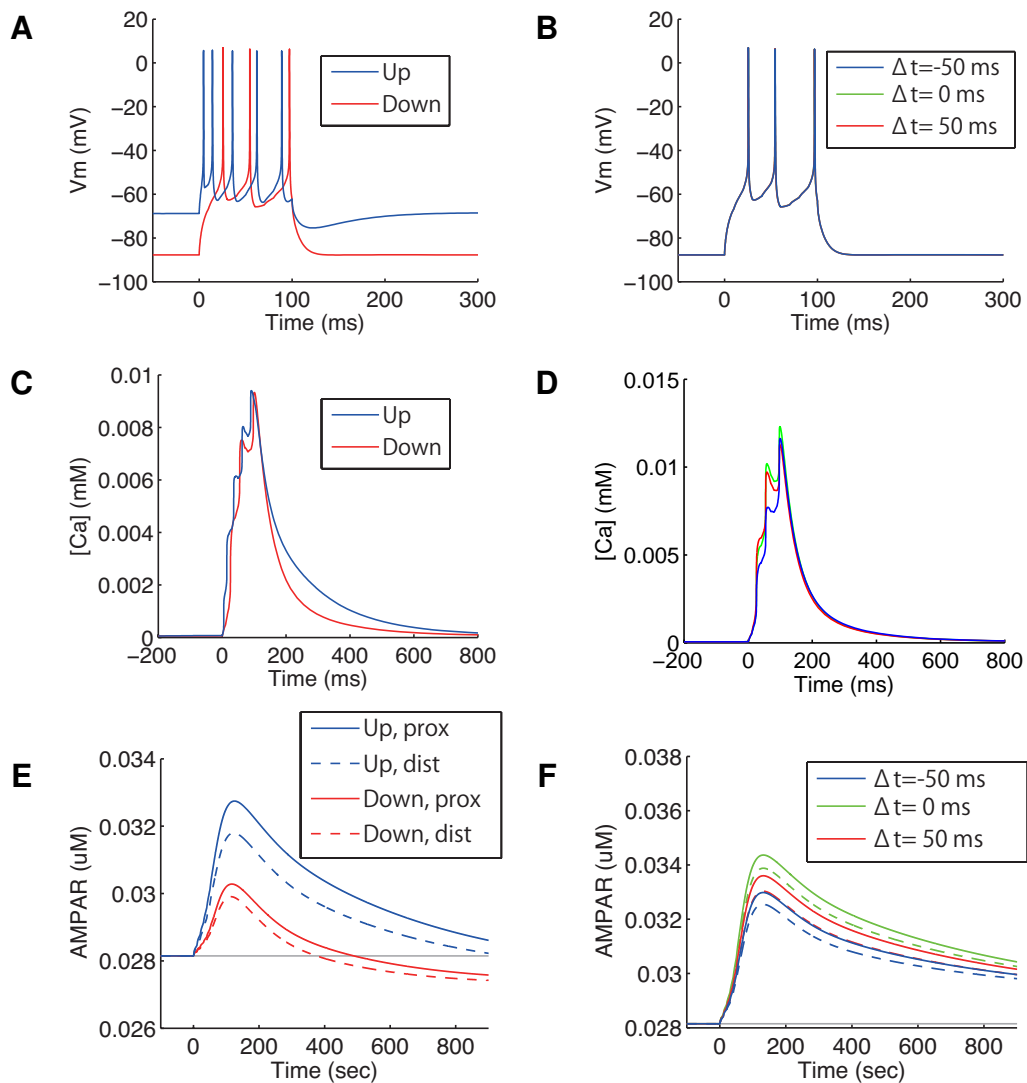 A
20
0
−20
−40
−60
−80
−100
Vm (mV)
0
100
200
300
Time (ms)
Up
Down
B
20
0
−20
−40
−60
−80
−100
Vm (mV)
0
100
200
300
Time (ms)
Δ t=-50 ms
Δ t= 0 ms
Δ t= 50 ms
C
0.01
0.008
0.006
0.004
0.002
0
[Ca] (mM)
−200
0
200
400
600
800
Time (ms)
Up
Down
D
0.015
0.01
0.005
0
[Ca] (mM)
−200
0
200
400
600
800
Time (ms)
E
0.034
0.032
0.03
0.028
0.026
AMPAR (uM)
0
200
400
600
800
Time (sec)
Up, prox
Up, dist
Down, prox
Down, dist
F
0.038
0.036
0.034
0.032
0.03
0.028
AMPAR (uM)
0
200
400
600
800
Time (sec)
Δ t=-50 ms
Δ t= 0 ms
Δ t= 50 ms